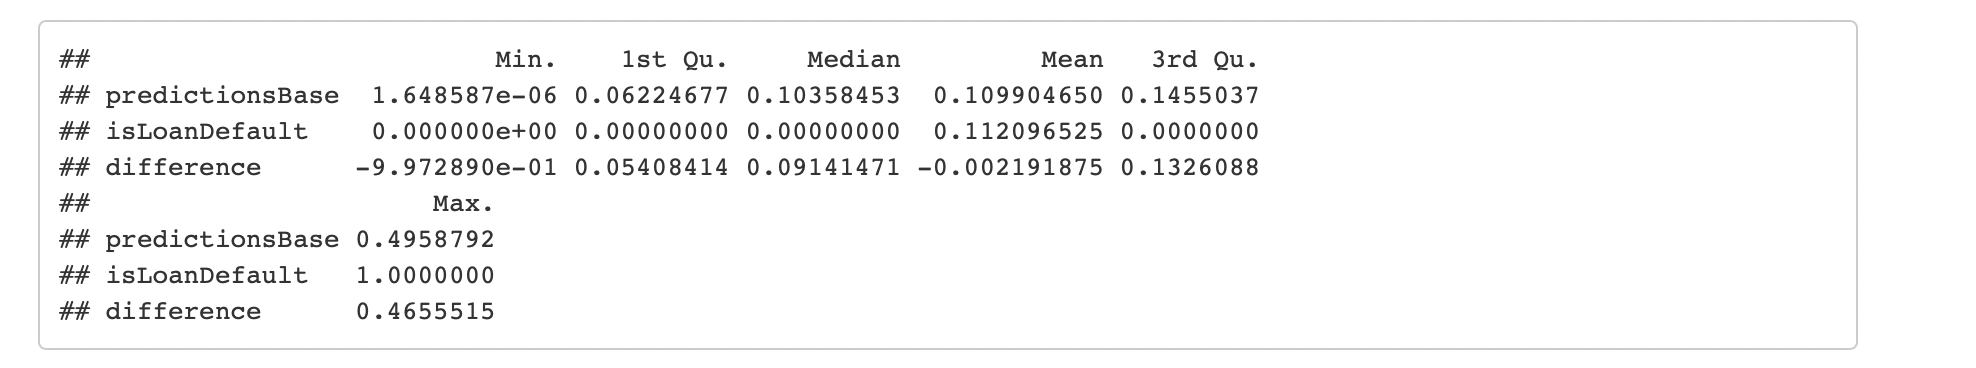 ##                          Min.    1st Qu.     Median         Mean   3rd Qu.
## predictionsBase  1.648587e-06 0.06224677 0.10358453  0.109904650 0.1455037
## isLoanDefault    0.000000e+00 0.00000000 0.00000000  0.112096525 0.0000000
## difference      -9.972890e-01 0.05408414 0.09141471 -0.002191875 0.1326088
##                      Max.
## predictionsBase 0.4958792
## isLoanDefault   1.0000000
## difference      0.4655515